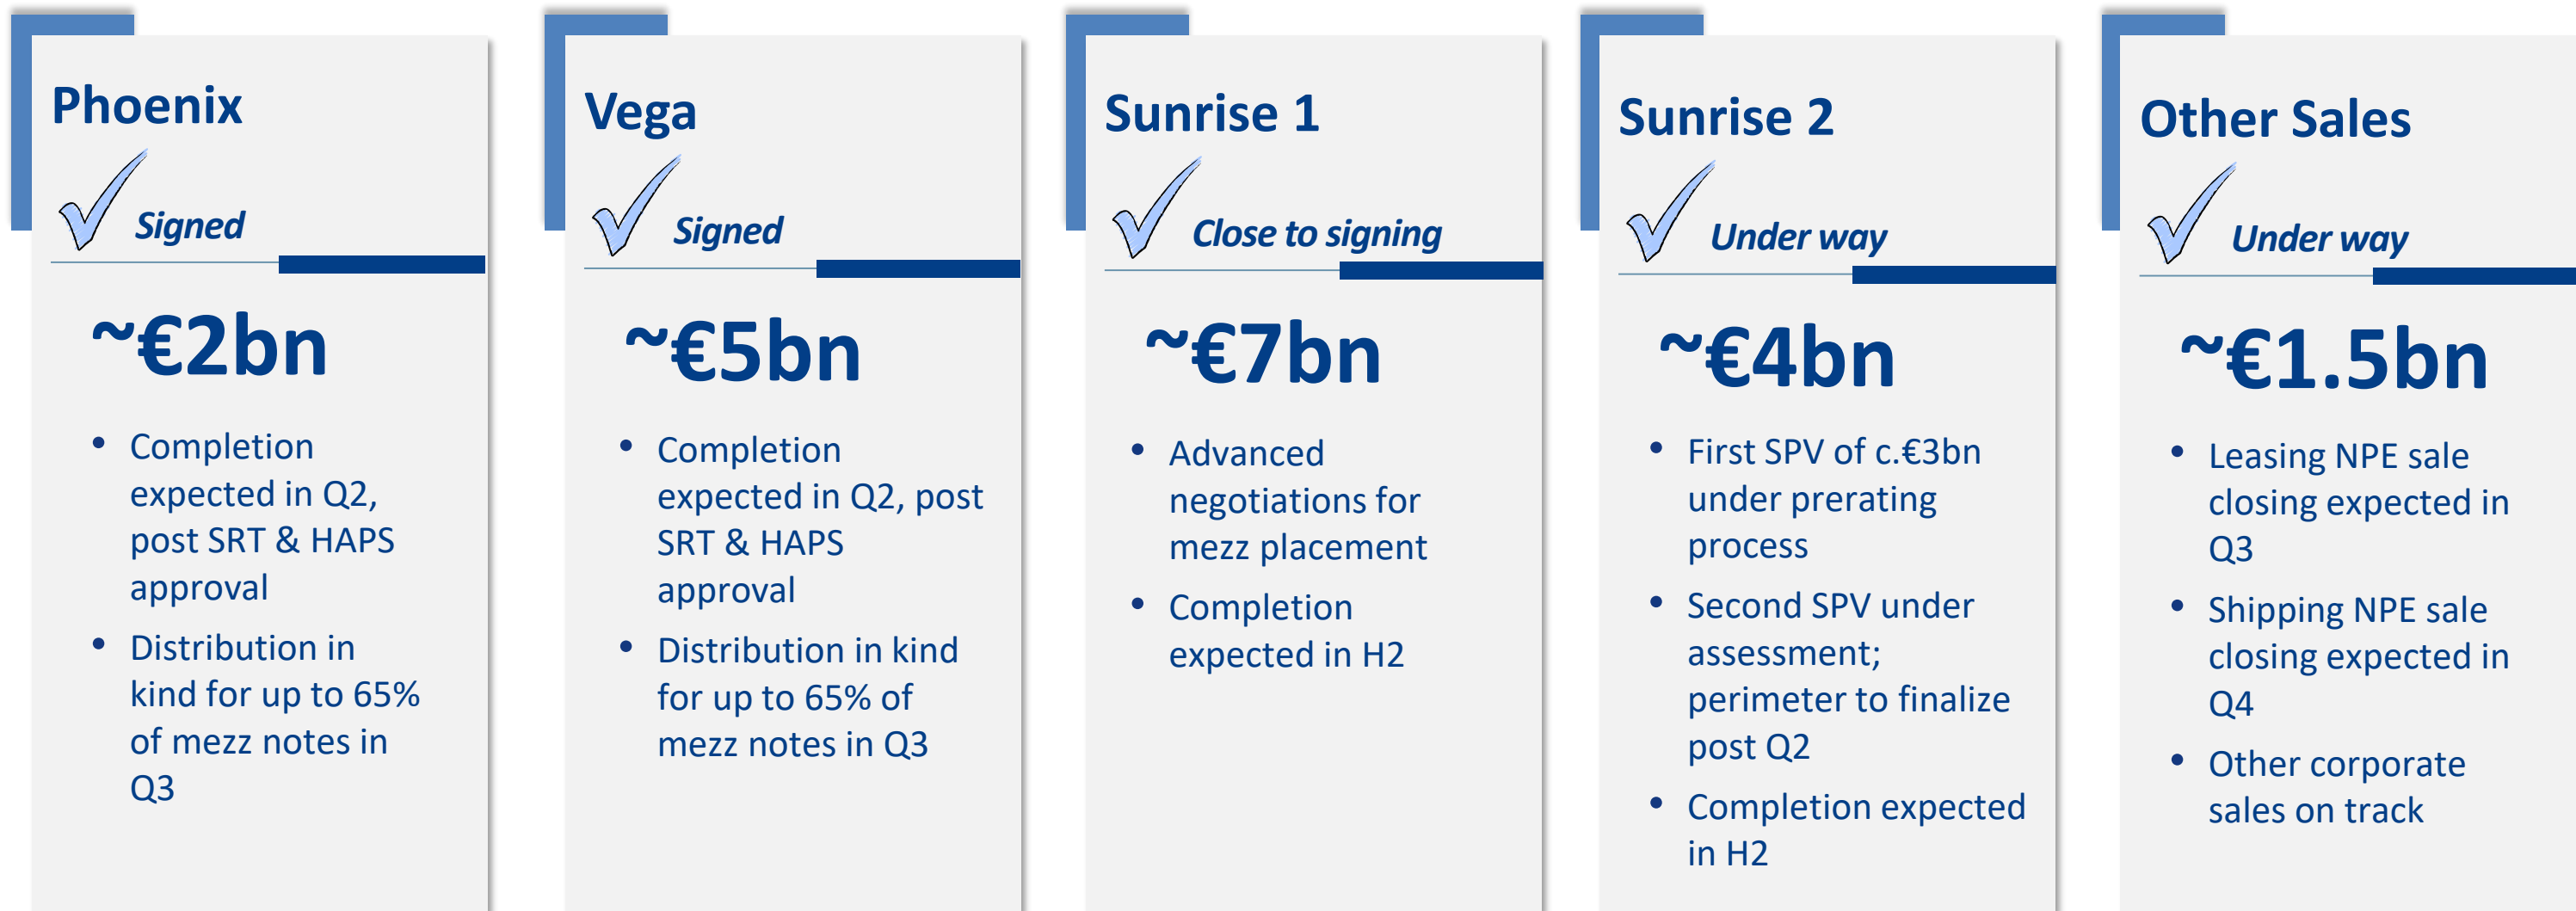 Phoenix
Signed
~€2bn
• Completion
expected in Q2,
post SRT & HAPS
approval
• Distribution in
kind for up to 65%
of mezz notes in
Q3
Vega
Signed
~€5bn
• Completion
expected in Q2, post
SRT & HAPS
approval
• Distribution in kind
for up to 65% of
mezz notes in Q3
Sunrise 1
Close to signing
~€7bn
• Advanced
negotiations for
mezz placement
• Completion
expected in H2
Sunrise 2
Under way
~€4bn
• First SPV of c.€3bn
under prerating
process
• Second SPV under
assessment;
perimeter to finalize
post Q2
• Completion expected
in H2
Other Sales
Under way
~€1.5bn
• Leasing NPE sale
closing expected in
Q3
• Shipping NPE sale
closing expected in
Q4
• Other corporate
sales on track